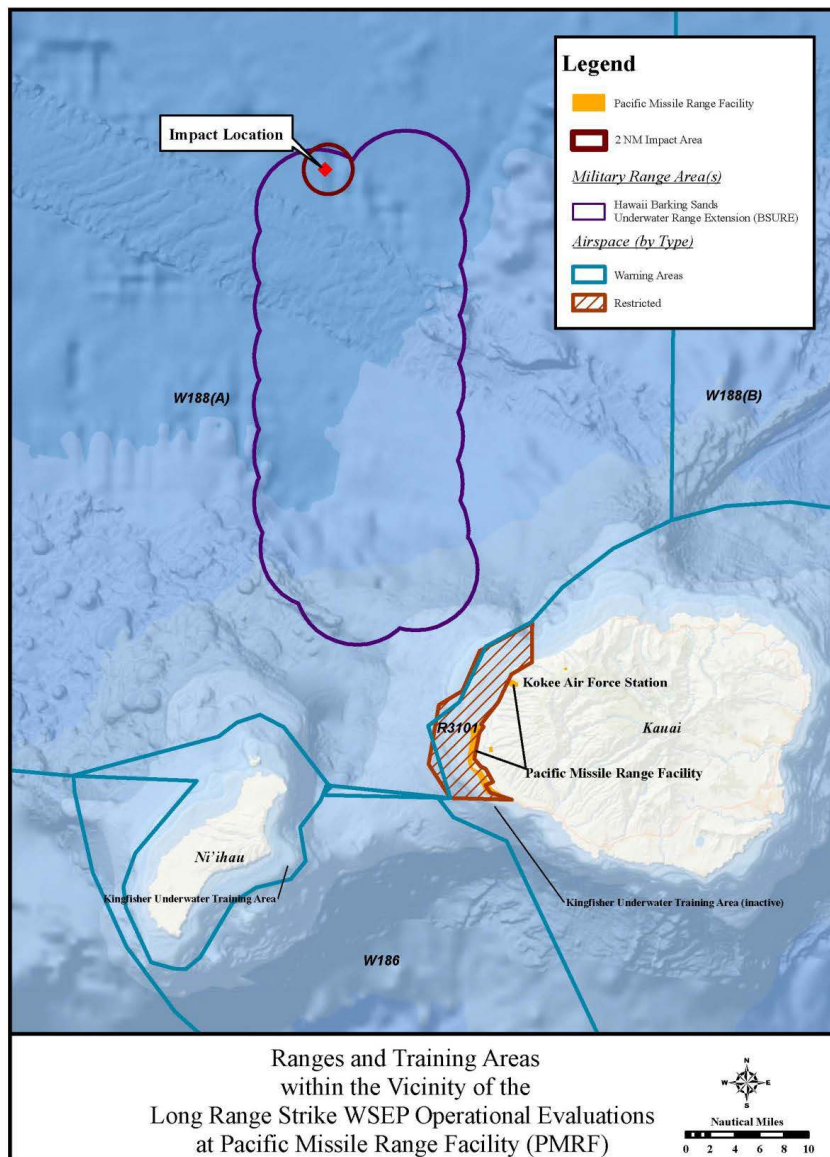 Legend
Pacific Missile Range Facility
2 NM Impact Area
Military Range Area(s)
Hawaii Barking Sands
Underwater Range Extension (BSURE)
Airspace (by Type)
Warning Areas
Restricted
Impact Location
W188(A)
W188(B)
Kokee Air Force Station
R3101
Kauai
Pacific Missile Range Facility
Ni'ihau
Kingfisher Underwater Training Area
Kingfisher Underwater Training Area (inactive)
W186
Ranges and Training Areas
within the Vicinity of the
Long Range Strike WSEP Operational Evaluations
at Pacific Missile Range Facility (PMRF)
N
W E
S
Nautical Miles
0 2 4 6 8 10